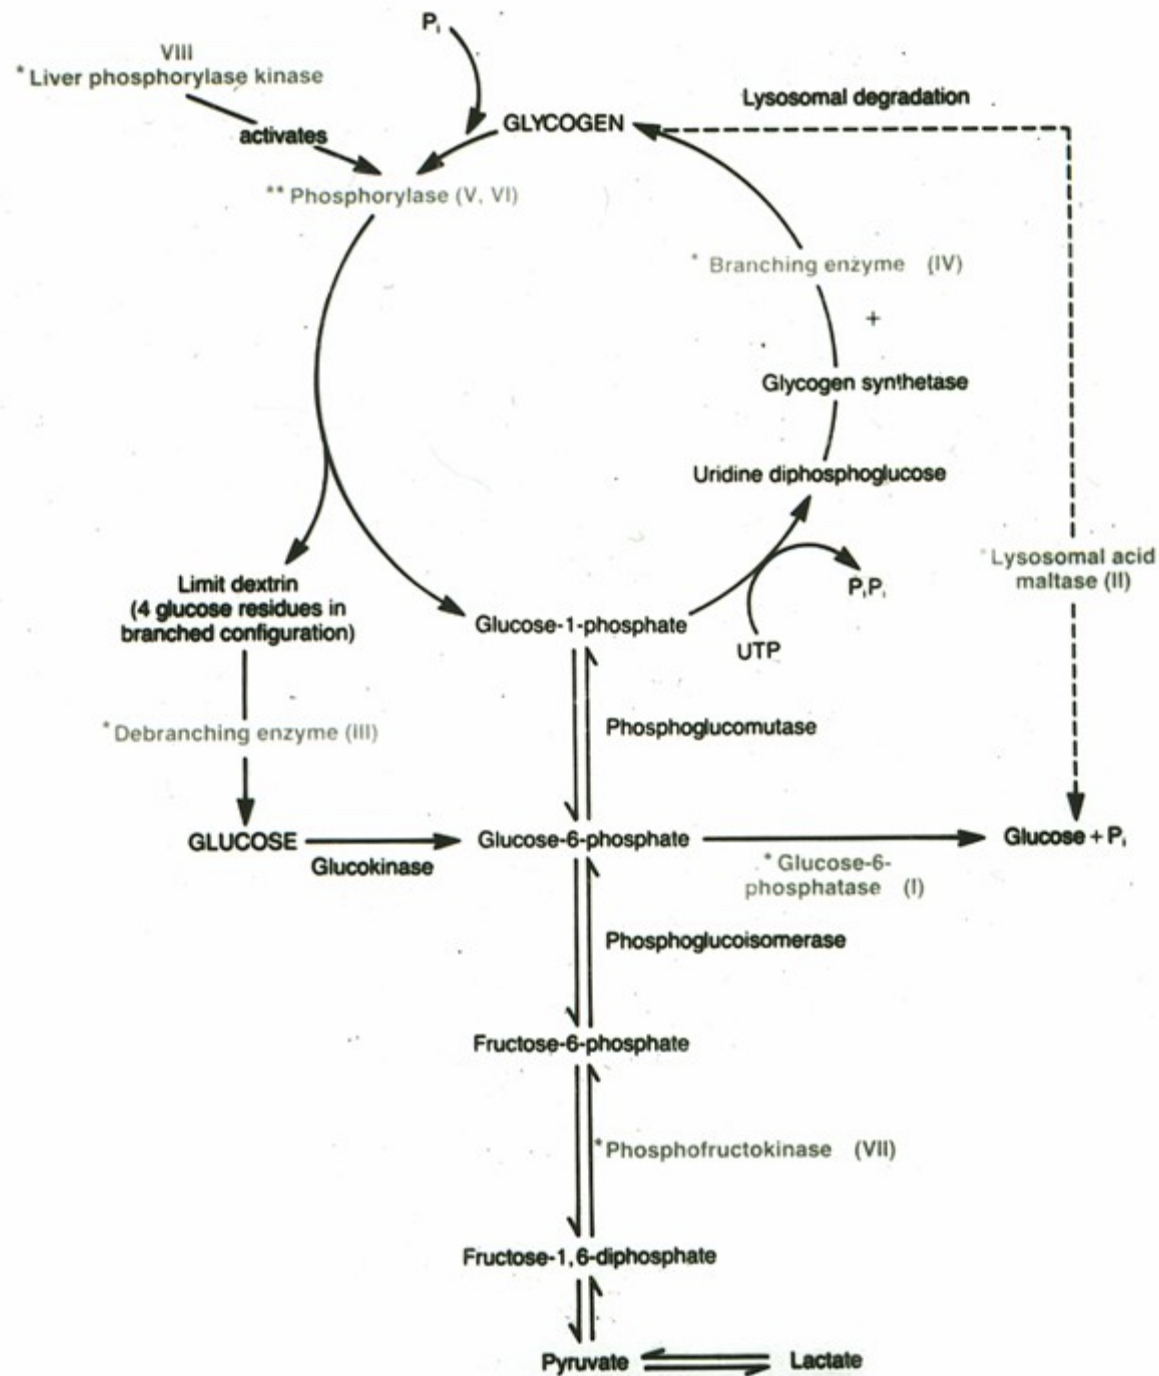 Pi
VIII
* Liver phosphorylase kinase
Lysosomal degradation
GLYCOGEN
activates
** Phosphorylase (V, VI)
* Branching enzyme (IV)
+
Glycogen synthetase
Uridine diphosphoglucose
* Lysosomal acid
maltase (II)
PiPi
UTP
Limit dextrin
(4 glucose residues in
branched configuration)
Glucose-1-phosphate
Phosphoglucomutase
* Debranching enzyme (III)
GLUCOSE
Glucokinase
Glucose-6-phosphate
* Glucose-6-
phosphatase (I)
Glucose + Pi
Phosphoglucoisomerase
Fructose-6-phosphate
* Phosphofructokinase (VII)
Fructose-1,6-diphosphate
Pyruvate
Lactate